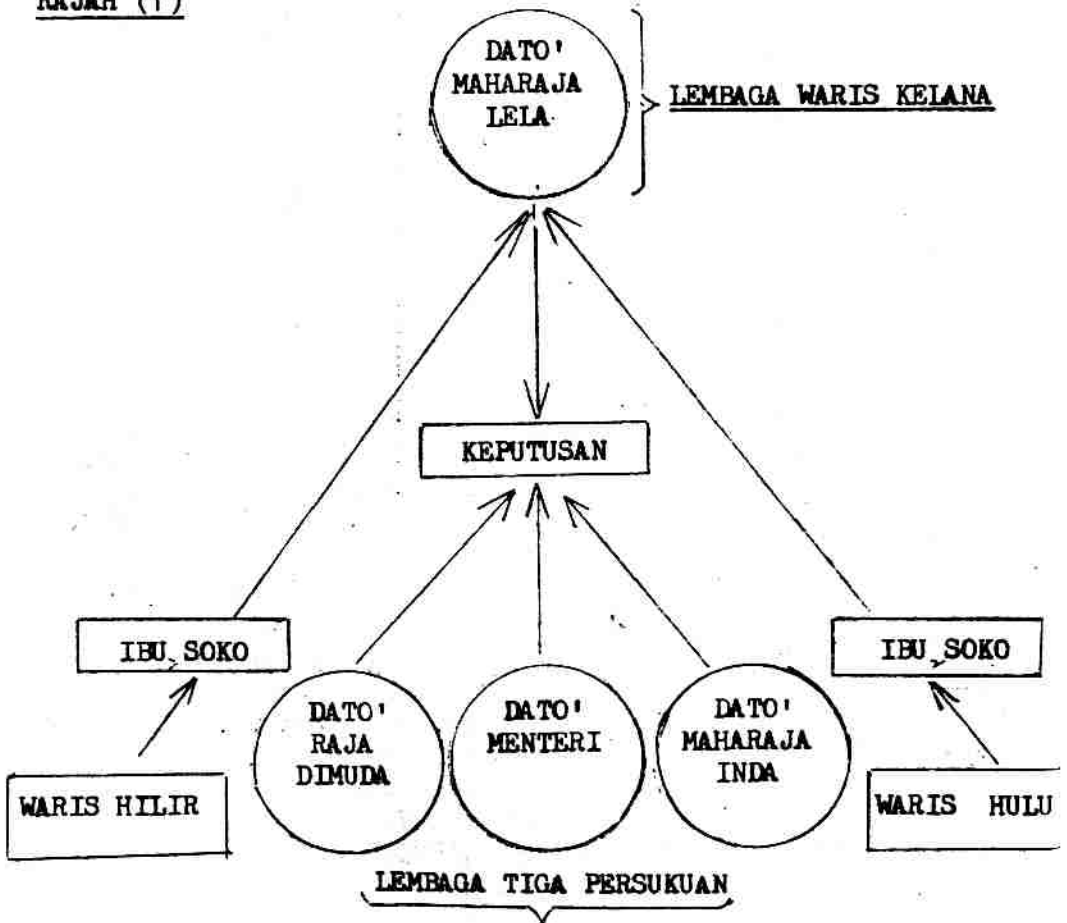 RAJAH (1)
DATO'
MAHARAJA
LELA
LEMBAGA WARIS KELANA
KEPUTUSAN
IBU SOKO
IBU SOKO
DATO'
RAJA
DIMUDA
DATO'
MENTERI
DATO'
MAHARAJA
INDA
WARIS HILIR
WARIS HULU
LEMBAGA TIGA PERSUKUAN